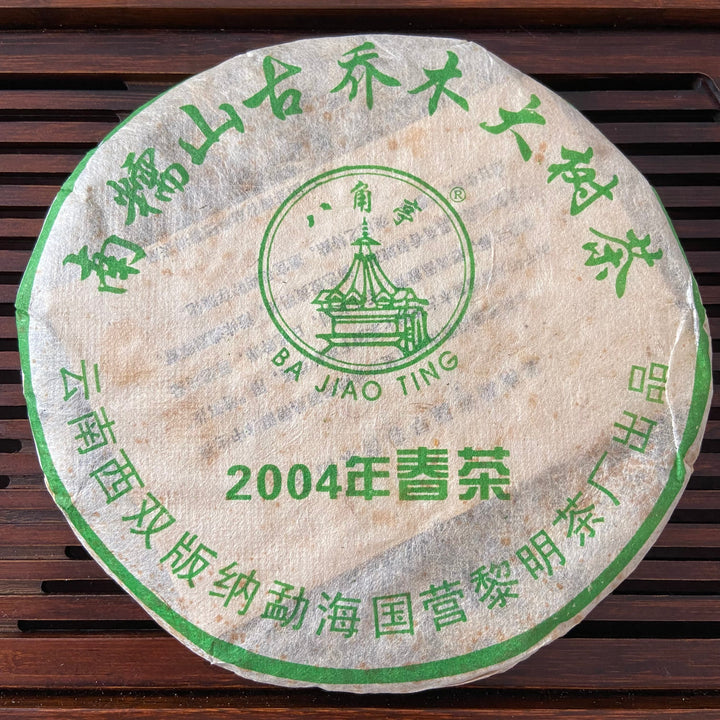 南糯山古乔木大树茶
八角亭
®
BA JIAO TING
2004年春茶
云南西双版纳勐海国营黎明茶厂出品